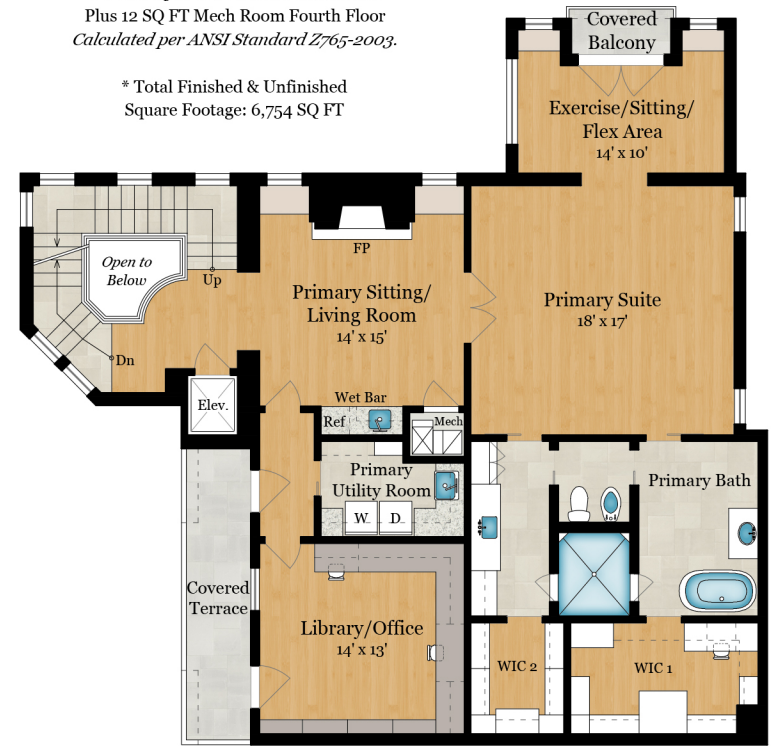 Plus 12 SQ FT Mech Room Fourth Floor
Calculated per ANSI Standard Z765-2003.
* Total Finished & Unfinished
Square Footage: 6,754 SQ FT
Covered
Balcony
Exercise/Sitting/
Flex Area
14' x 10'
Open to
Below
Up
Dn
FP
Primary Sitting/
Living Room
14' x 15'
Primary Suite
18' x 17'
Elev.
Wet Bar
Ref
Mech
Primary
Utility Room
W
D
Primary Bath
Covered
Terrace
Library/Office
14' x 13'
WIC 2
WIC 1